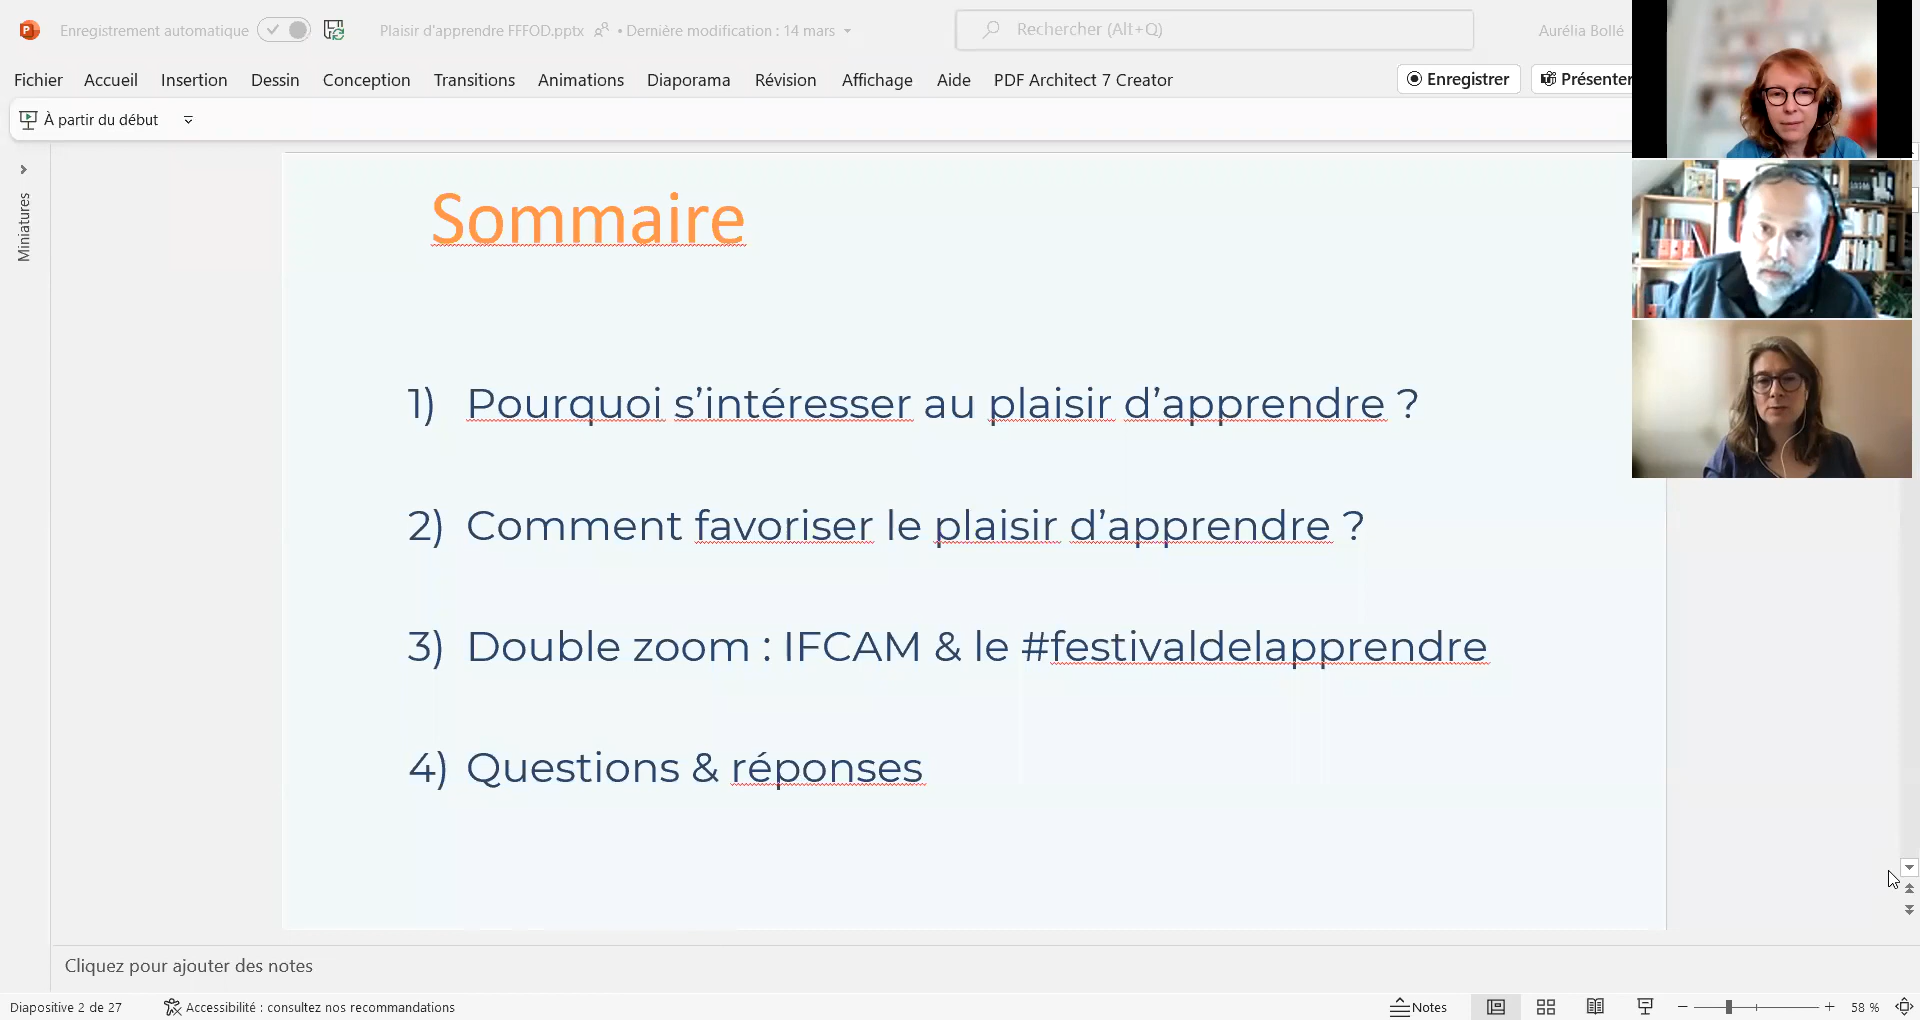 Enregistrement automatique
Plaisir d'apprendre FFFOD.pptx
• Dernière modification : 14 mars
Rechercher (Alt+Q)
Aurélia Bollé
Fichier Accueil Insertion Dessin Conception Transitions Animations Diaporama Révision Affichage Aide PDF Architect 7 Creator
Enregistrer
Présenter
À partir du début
Miniatures
Sommaire
1) Pourquoi s’intéresser au plaisir d’apprendre ?
2) Comment favoriser le plaisir d’apprendre ?
3) Double zoom : IFCAM & le #festivaldelapprendre
4) Questions & réponses
Cliquez pour ajouter des notes
Diapositive 2 de 27
Accessibilité : consultez nos recommandations
Notes
58 %